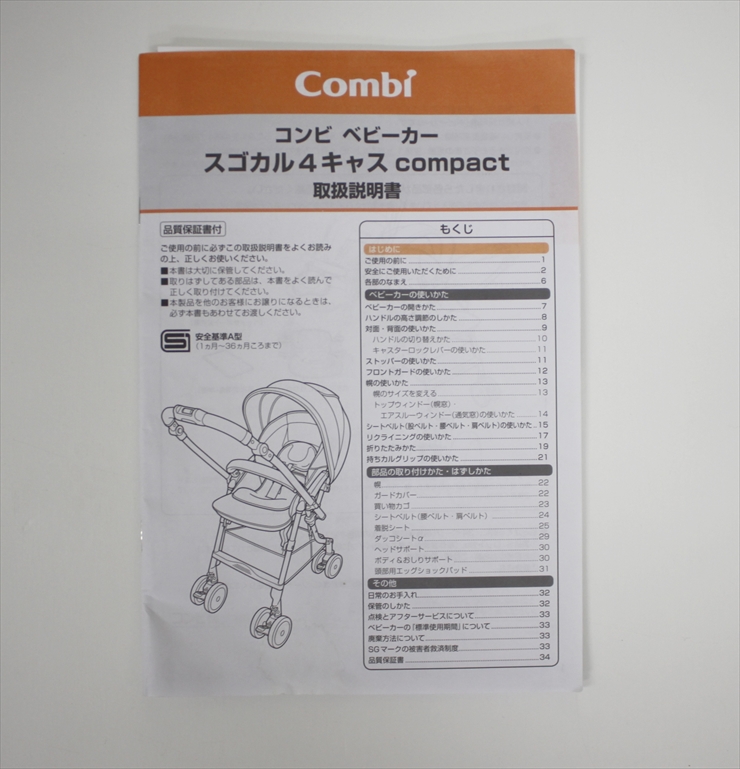 Combi
コンビ ベビーカー
スゴカル4キャス compact
取扱説明書
品質保証書付
ご使用の前に必ずこの取扱説明書をよくお読み
の上、正しくお使いください。
■本書は大切に保管してください。
■取りはずしてある部品は、本書をよく読んで
正しく取り付けてください。
■本製品を他のお客様にお譲りになるときは、
必ず本書もあわせてお渡しください。
安全基準A型
(1ヵ月〜36ヵ月ころまで)
もくじ
はじめに
ご使用の前に 1
安全にご使用いただくために 2
各部のなまえ 6
ベビーカーの使いかた
ベビーカーの開きかた 7
ハンドルの高さ調節のしかた 8
対面・背面の使いかた 9
ハンドルの切り替えかた 10
キャスターロックレバーの使いかた 11
ストッパーの使いかた 11
フロントガードの使いかた 12
幌の使いかた 13
幌のサイズを変える 13
トップウィンドー(幌窓)・
エアスルーウィンドー(通気窓)の使いかた 14
シートベルト(股ベルト・腰ベルト・肩ベルト)の使いかた 15
リクライニングの使いかた 17
折りたたみかた 19
持ちカルグリップの使いかた 21
部品の取り付けかた・はずしかた
幌 22
ガードカバー 22
買い物カゴ 23
シートベルト(腰ベルト・肩ベルト) 24
着脱シート 25
ダッコシートα 29
ヘッドサポート 30
ボディ&おしりサポート 30
頭部用エッグショックパッド 31
その他
日常のお手入れ 32
保管のしかた 32
点検とアフターサービスについて 33
ベビーカーの「標準使用期間」について 33
廃棄方法について 33
SGマークの被害者救済制度 33
品質保証書 34